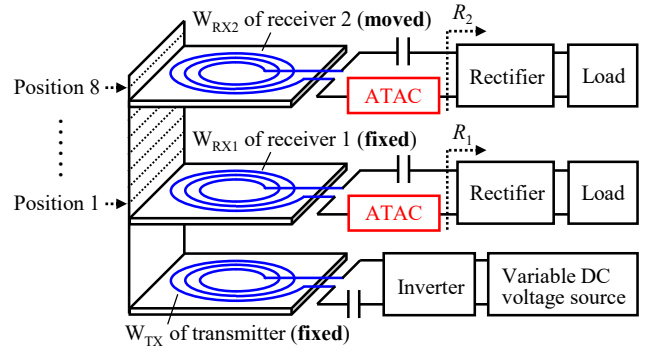 W_RX2 of receiver 2 (moved)
R_2
Position 8
Rectifier
Load
ATAC
W_RX1 of receiver 1 (fixed)
R_1
Position 1
Rectifier
Load
ATAC
Inverter
Variable DC
voltage source
W_TX of transmitter (fixed)